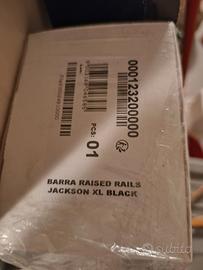 000123200000
PCS: 01
BARRA RAISED RAILS
JACKSON XL BLACK
subito